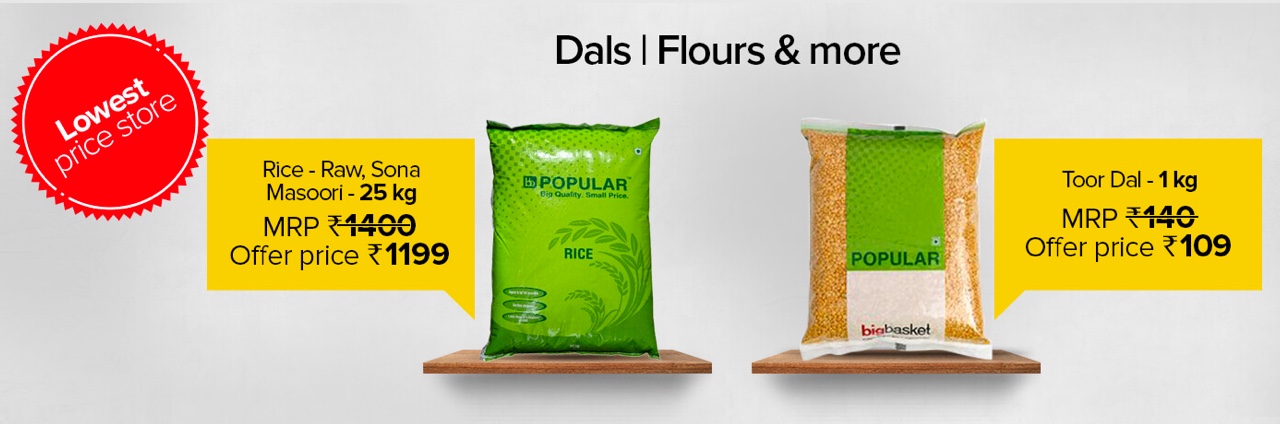 Dals | Flours & more
Lowest
price store
Rice - Raw, Sona
Masoori - 25 kg
MRP ₹1400
Offer price ₹1199
bb POPULAR
Big Quality. Small Price.
RICE
POPULAR
bigbasket
Toor Dal - 1 kg
MRP ₹140
Offer price ₹109